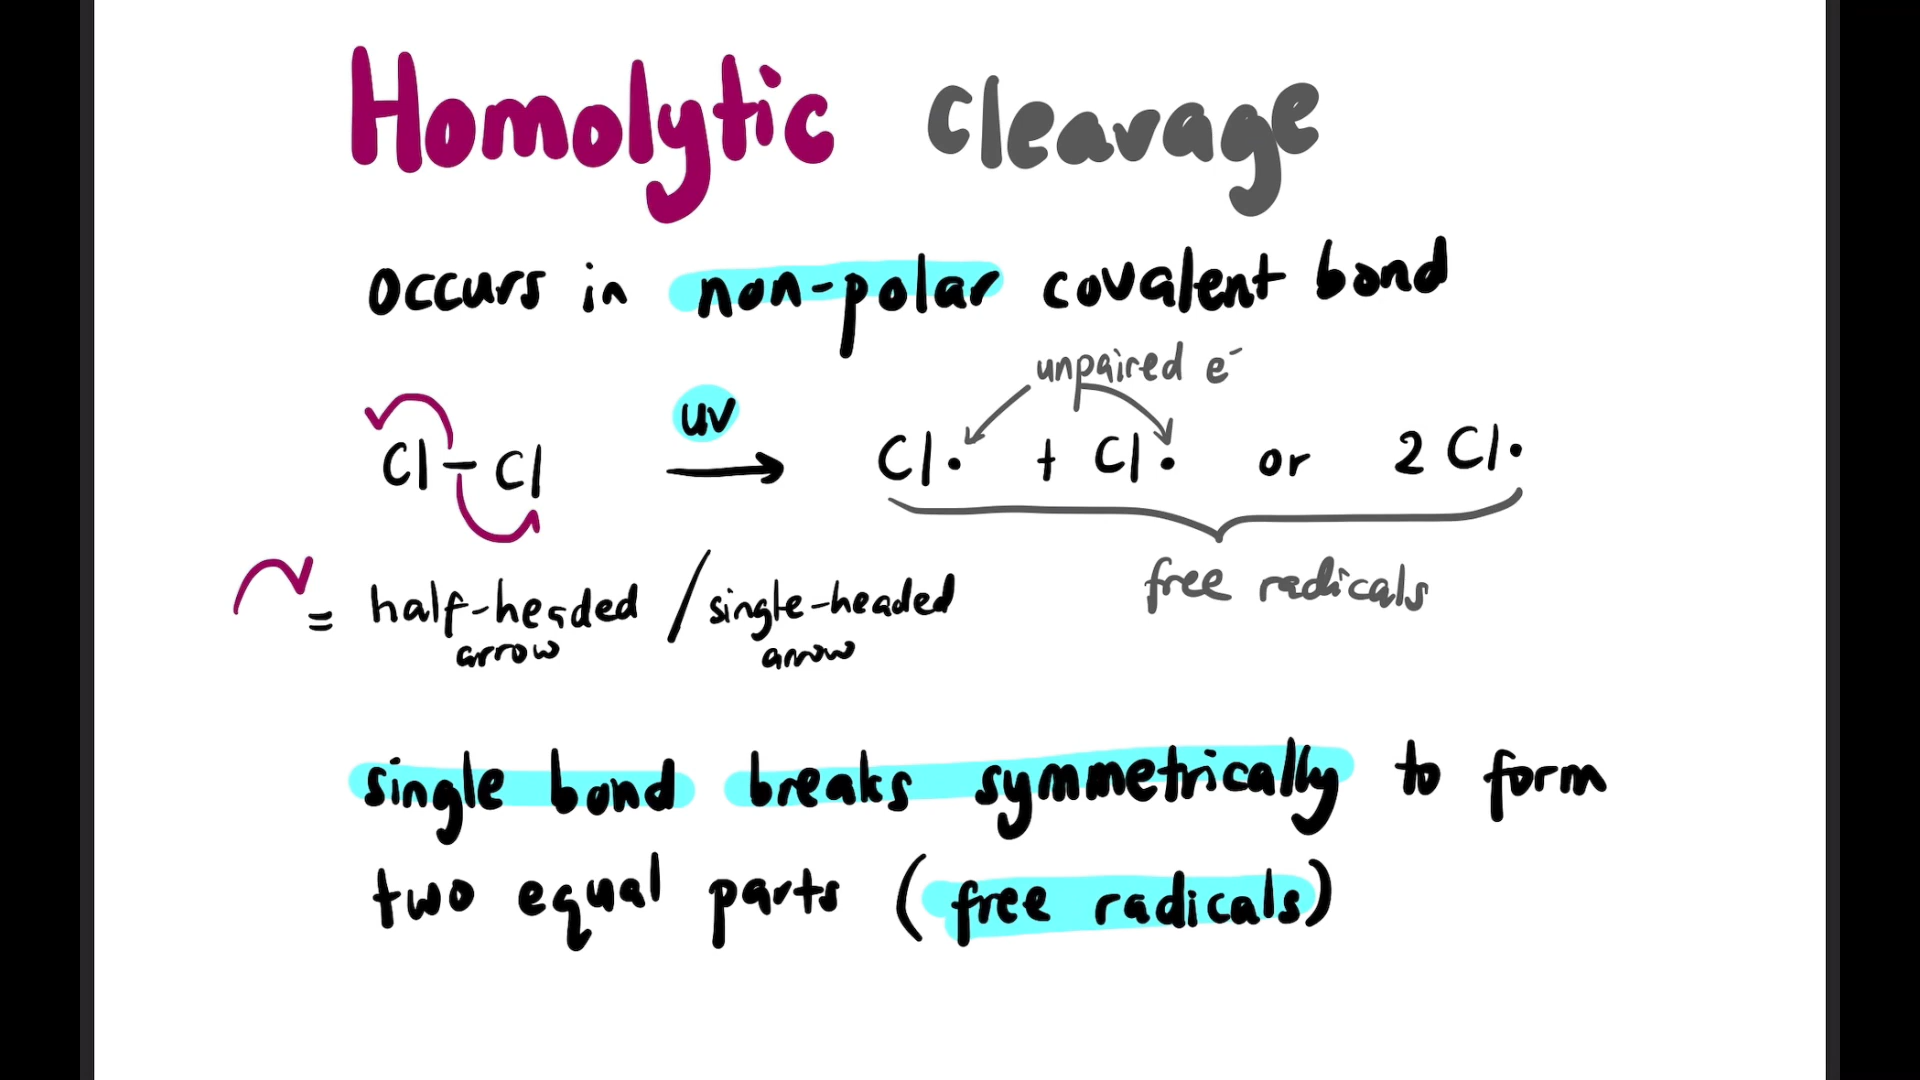 Homolytic cleavage
occurs in non-polar covalent bond
unpaired e⁻
Cl–Cl uv → Cl• + Cl• or 2 Cl•
free radicals
= half-headed arrow / single-headed arrow
single bond breaks symmetrically to form
two equal parts (free radicals)